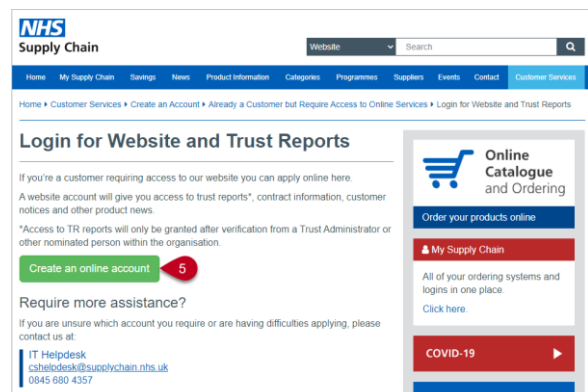 NHS
Supply Chain
Website
Search
Home My Supply Chain Savings News Product Information Categories Programmes Suppliers Events Contact Customer Services
Home Customer Services Create an Account Already a Customer but Require Access to Online Services Login for Website and Trust Reports
Login for Website and Trust Reports
If you're a customer requiring access to our website you can apply online here.
A website account will give you access to trust reports*, contract information, customer
notices and other product news.
*Access to TR reports will only be granted after verification from a Trust Administrator or
other nominated person within the organisation.
Create an online account
5
Require more assistance?
If you are unsure which account you require or are having difficulties applying, please
contact us at:
IT Helpdesk
cshelpdesk@supplychain.nhs.uk
0845 680 4357
Online
Catalogue
and Ordering
Order your products online
My Supply Chain
All of your ordering systems and
logins in one place.
Click here.
COVID-19